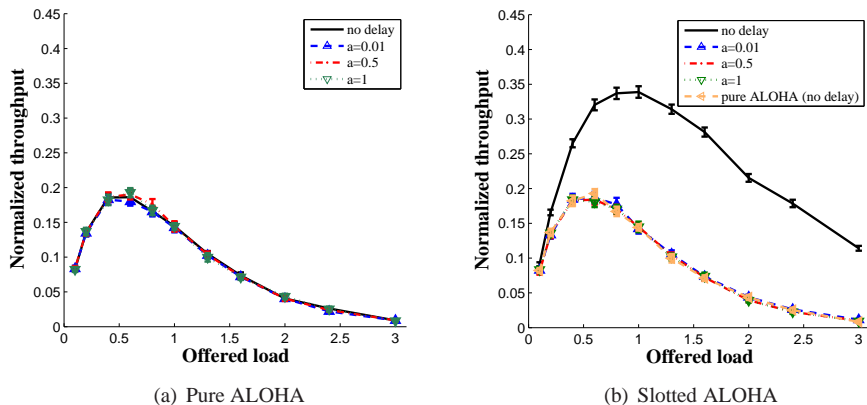 0.45
0.4
0.35
0.3
0.25
0.2
0.15
0.1
0.05
0
0 0.5 1 1.5 2 2.5 3
Normalized throughput
Offered load
no delay
a=0.01
a=0.5
a=1
(a) Pure ALOHA
0.45
0.4
0.35
0.3
0.25
0.2
0.15
0.1
0.05
0
0 0.5 1 1.5 2 2.5 3
Normalized throughput
Offered load
no delay
a=0.01
a=0.5
a=1
pure ALOHA (no delay)
(b) Slotted ALOHA